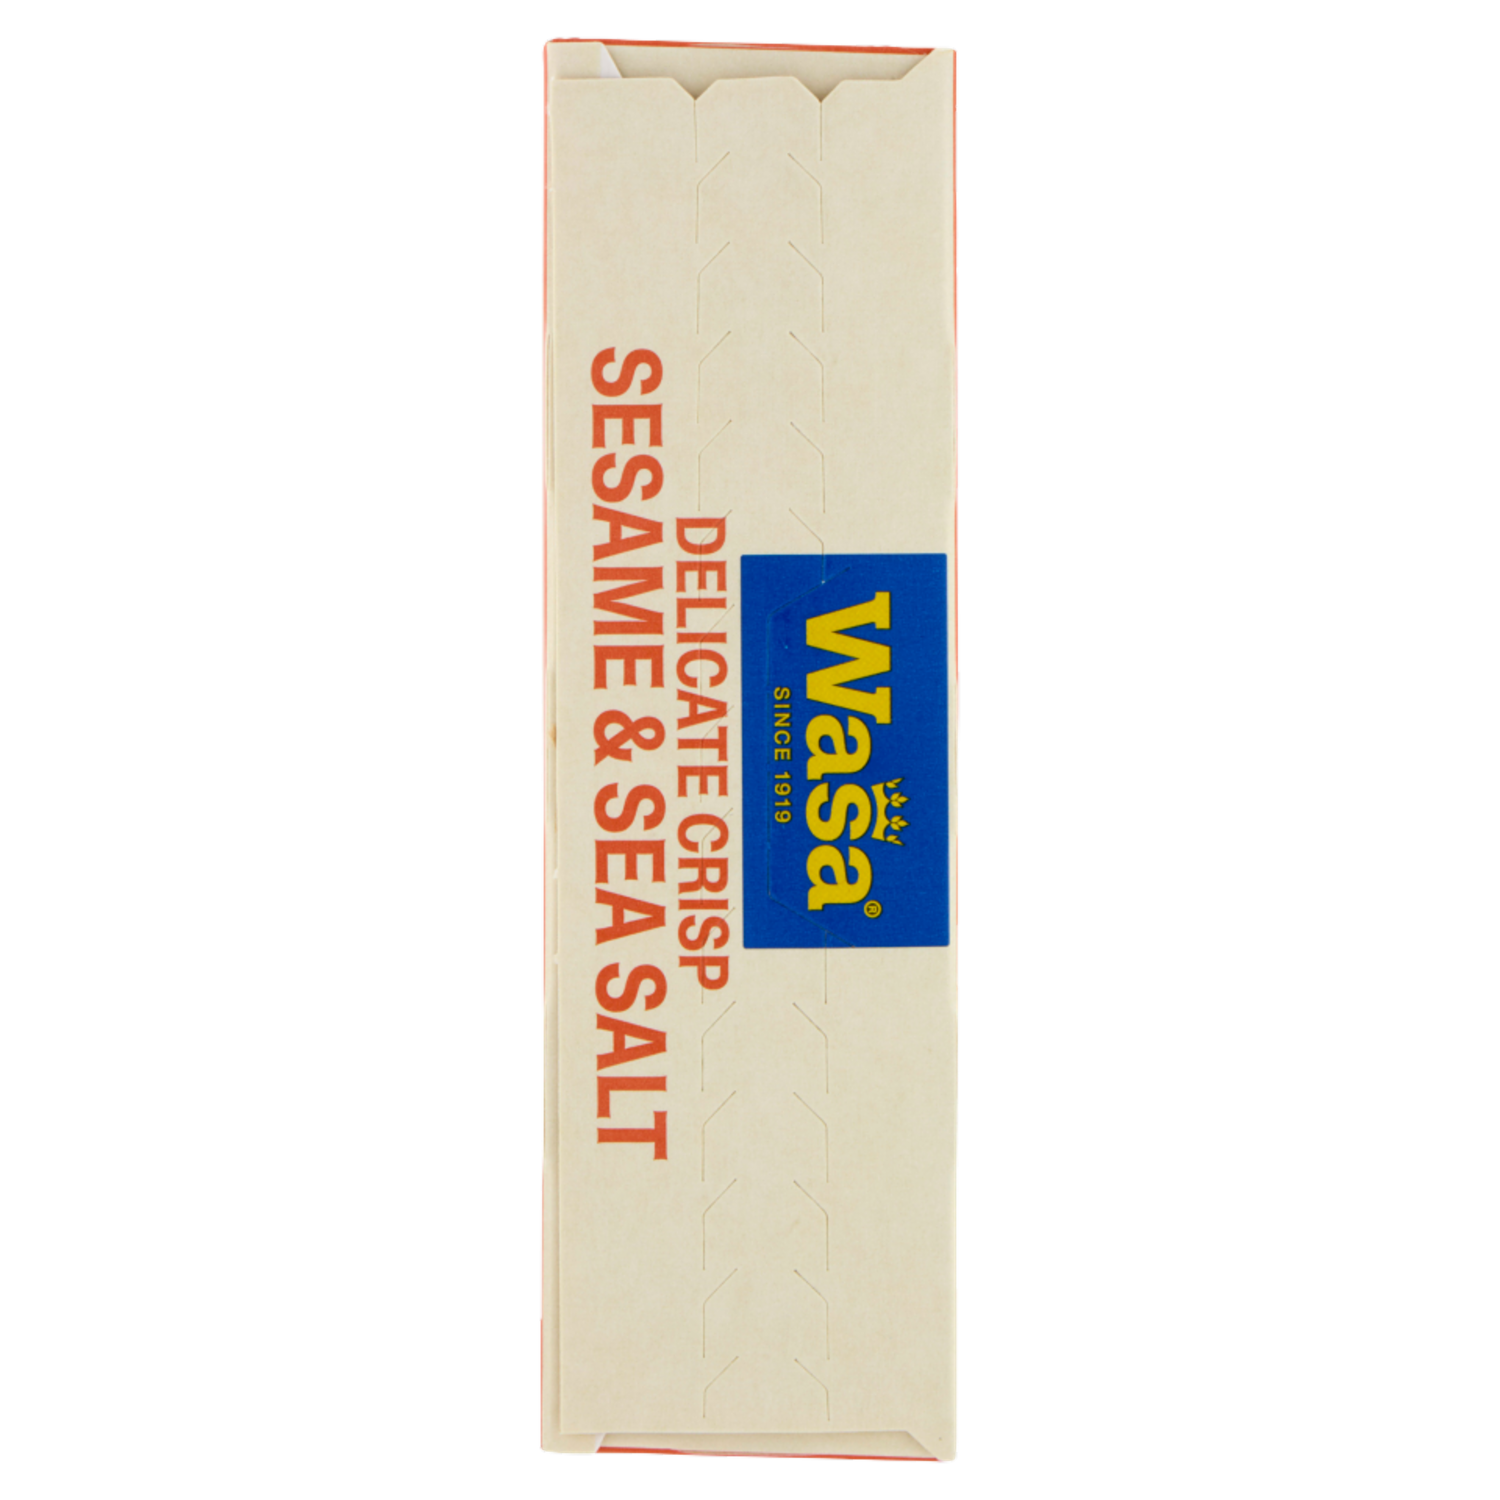 Wasa®
SINCE 1919
DELICATE CRISP
SESAME & SEA SALT